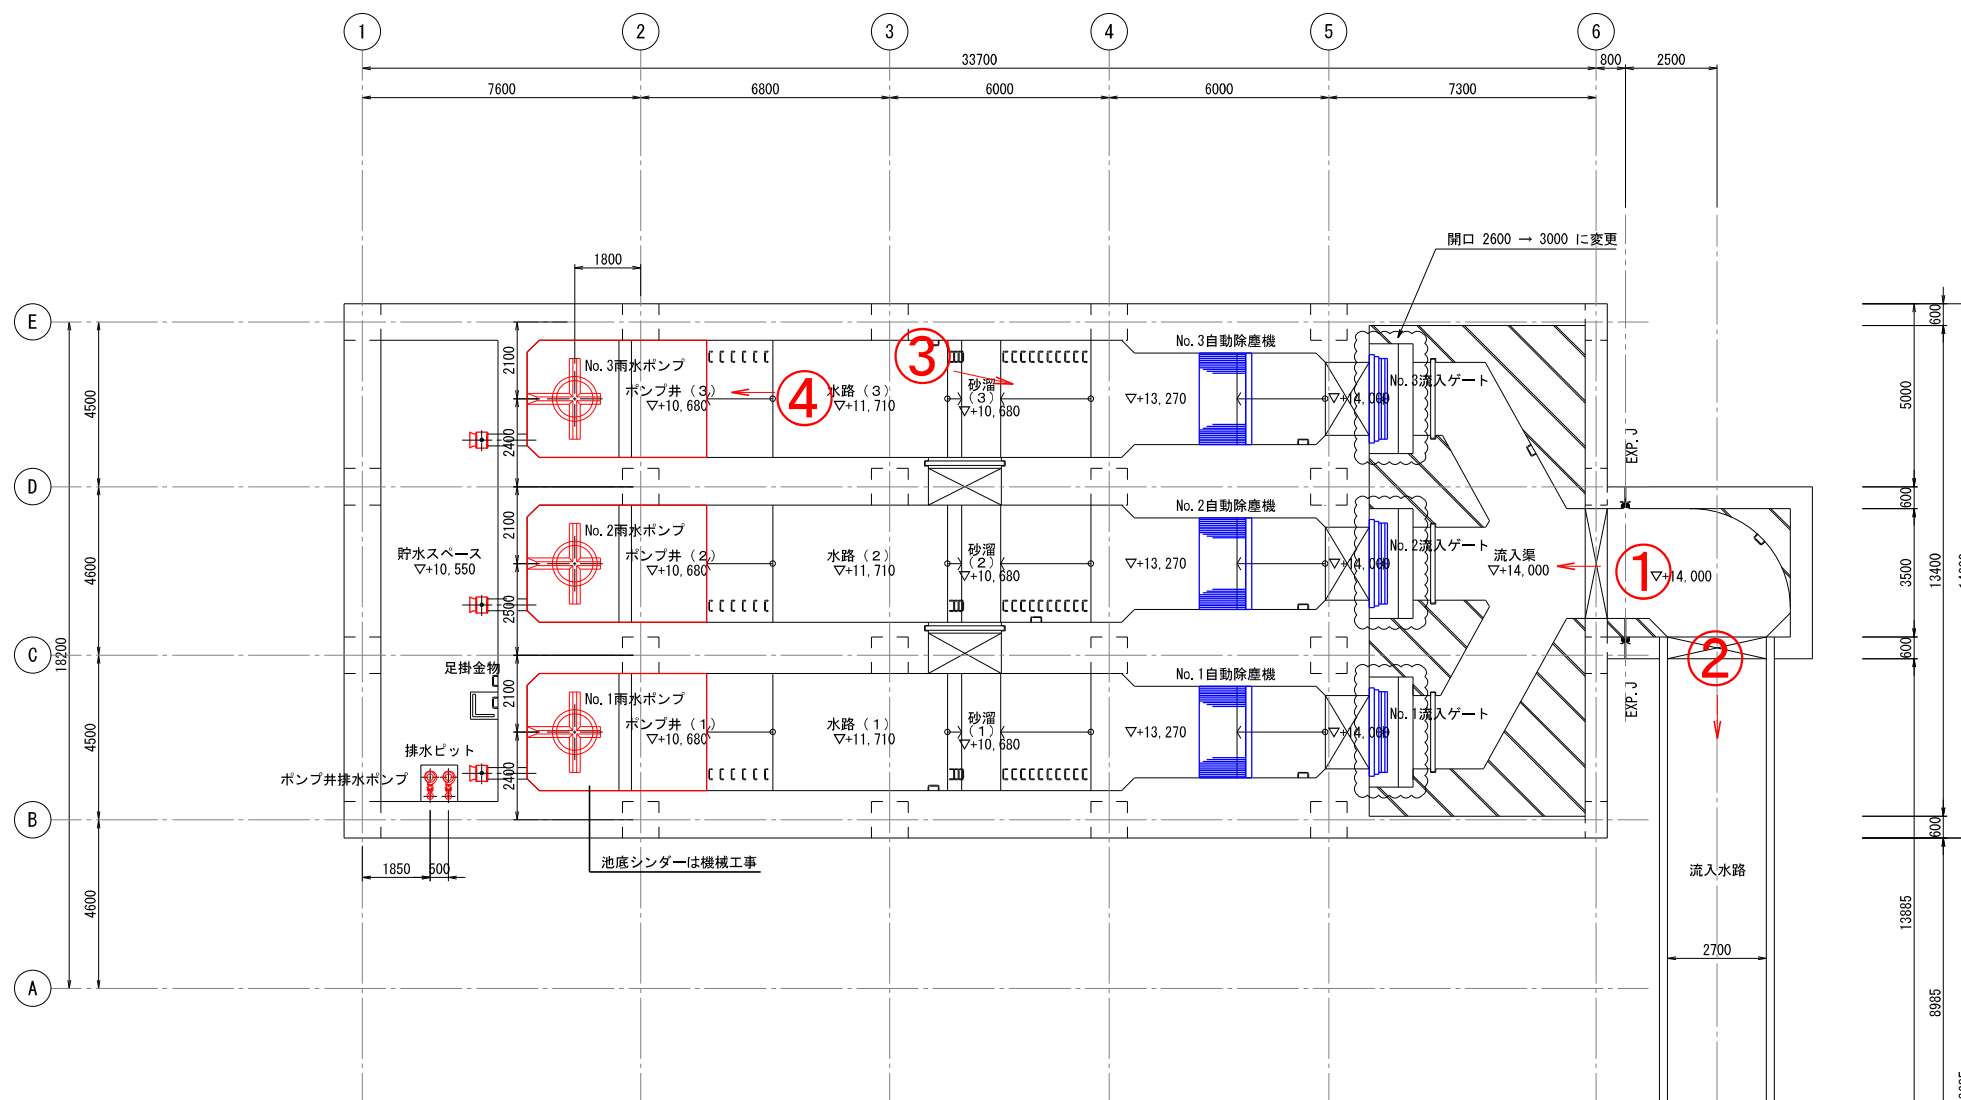 1 2 3 4 5 6
33700 800 2500
7600 6800 6000 6000 7300
開口 2600 → 3000 に変更
1800
E
D
C
B
A
4500
4600
4500
4600
18200
2100
2400
2100
2500
2100
2400
No.3雨水ポンプ
ポンプ井（3）
▽+10,680
④
水路（3）
▽+11,710
③
砂溜
（3）
▽+10,680
▽+13,270
No.3自動除塵機
▽+14,000
No.3流入ゲート
No.2雨水ポンプ
ポンプ井（2）
▽+10,680
水路（2）
▽+11,710
砂溜
（2）
▽+10,680
▽+13,270
No.2自動除塵機
▽+14,000
No.2流入ゲート
流入渠
▽+14,000
①
▽+14,000
貯水スペース
▽+10,550
足掛金物
排水ピット
ポンプ井排水ポンプ
No.1雨水ポンプ
ポンプ井（1）
▽+10,680
水路（1）
▽+11,710
砂溜
（1）
▽+10,680
▽+13,270
No.1自動除塵機
▽+14,000
No.1流入ゲート
②
EXP.J
EXP.J
1850 500
池底シンダーは機械工事
流入水路
2700
600
5000
600
3500
13400
600
600
13885
8985